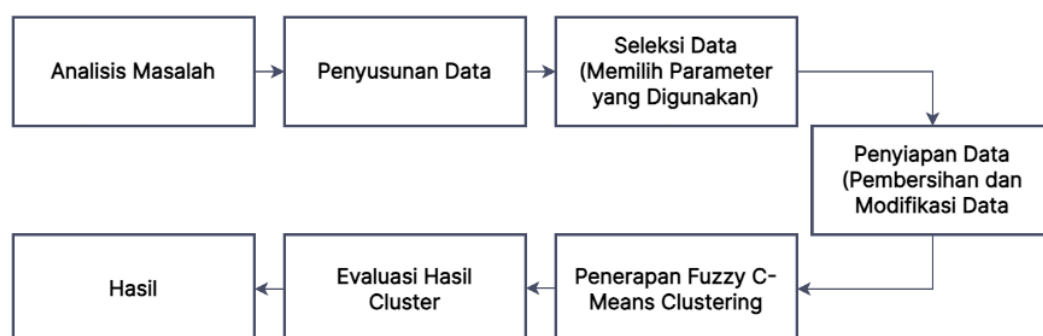 Analisis Masalah
Penyusunan Data
Seleksi Data
(Memilih Parameter
yang Digunakan)
Penyiapan Data
(Pembersihan dan
Modifikasi Data
Penerapan Fuzzy C-
Means Clustering
Evaluasi Hasil
Cluster
Hasil